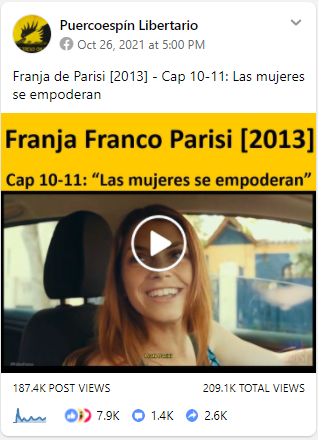 Puercoespín Libertario
Oct 26, 2021 at 5:00 PM
Franja de Parisi [2013] - Cap 10-11: Las mujeres
se empoderan
Franja Franco Parisi [2013]
Cap 10-11: "Las mujeres se empoderan"
187.4K POST VIEWS
209.1K TOTAL VIEWS
7.9K
1.4K
2.6K